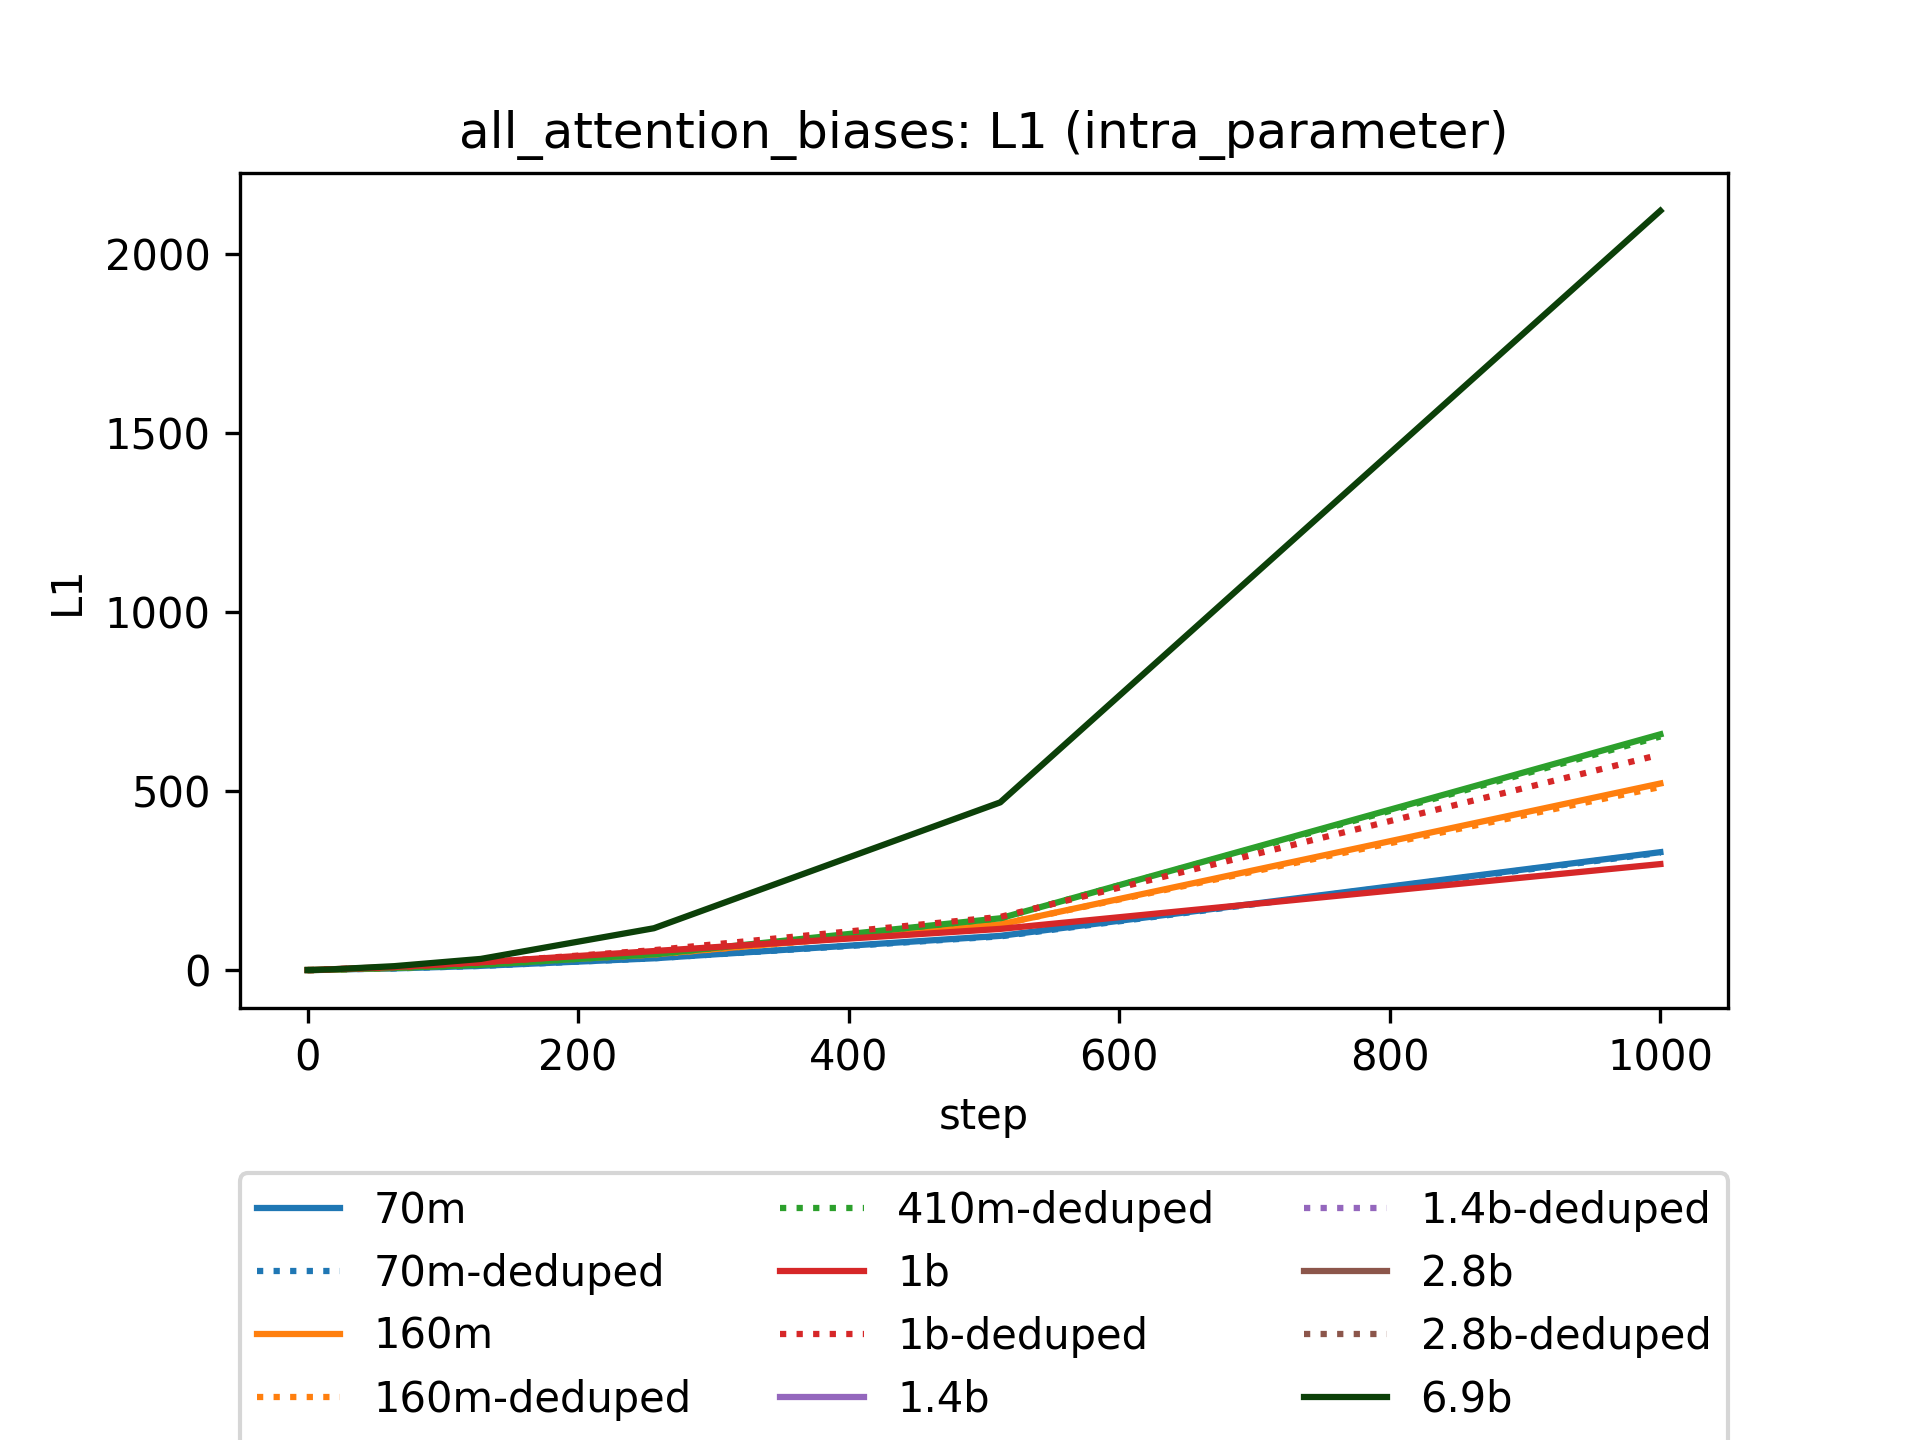 all_attention_biases: L1 (intra_parameter)
L1
2000
1500
1000
500
0
0 200 400 600 800 1000
step
70m
70m-deduped
160m
160m-deduped
410m-deduped
1b
1b-deduped
1.4b
1.4b-deduped
2.8b
2.8b-deduped
6.9b